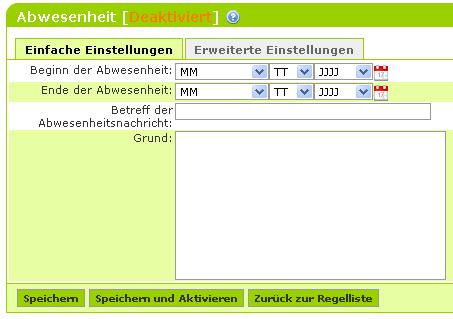 Abwesenheit [Deaktiviert] ?
Einfache Einstellungen Erweiterte Einstellungen
Beginn der Abwesenheit: MM TT JJJJ
Ende der Abwesenheit: MM TT JJJJ
Betreff der
Abwesenheitsnachricht:
Grund:
Speichern Speichern und Aktivieren Zurück zur Regelliste